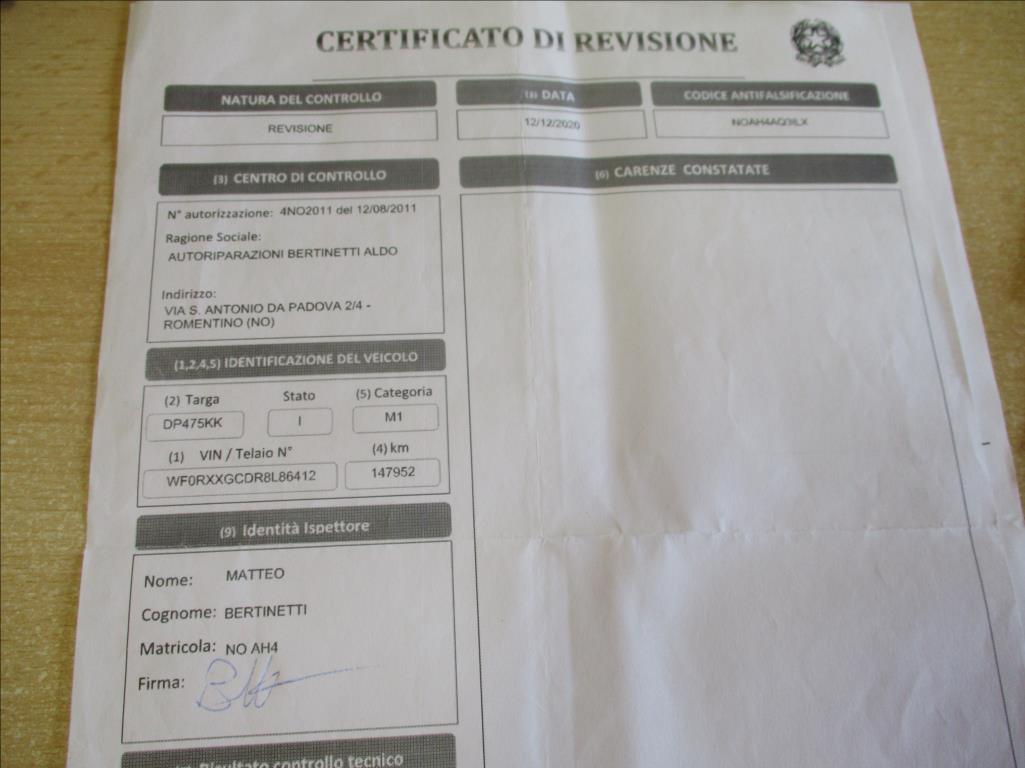 CERTIFICATO DI REVISIONE
NATURA DEL CONTROLLO
REVISIONE
DATA
12/12/2020
CODICE ANTIFALSIFICAZIONE
(3) CENTRO DI CONTROLLO
N° autorizzazione: 4NO2011 del 12/08/2011
Ragione Sociale:
AUTORIPARAZIONI BERTINETTI ALDO
Indirizzo:
VIA S. ANTONIO DA PADOVA 2/4 -
ROMENTINO (NO)
(6) CARENZE CONSTATATE
(1,2,4,5) IDENTIFICAZIONE DEL VEICOLO
(2) Targa Stato (5) Categoria
DP475KK I M1
(1) VIN / Telaio N° (4) km
WF0RXXGCDR8L86412 147952
(9) Identità Ispettore
Nome: MATTEO
Cognome: BERTINETTI
Matricola: NO AH4
Firma:
Risultato controllo tecnico